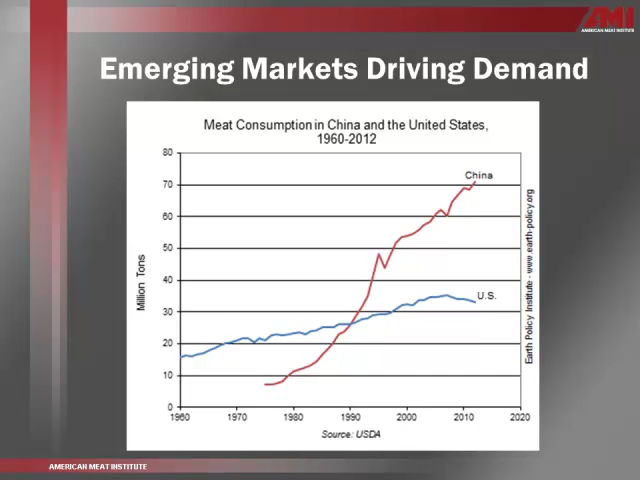 AMI
AMERICAN MEAT INSTITUTE
Emerging Markets Driving Demand
Meat Consumption in China and the United States,
1960-2012
80
70
60
50
40
30
20
10
0
Million Tons
China
U.S.
Earth Policy Institute - www.earth-policy.org
1960 1970 1980 1990 2000 2010 2020
Source: USDA
AMERICAN MEAT INSTITUTE